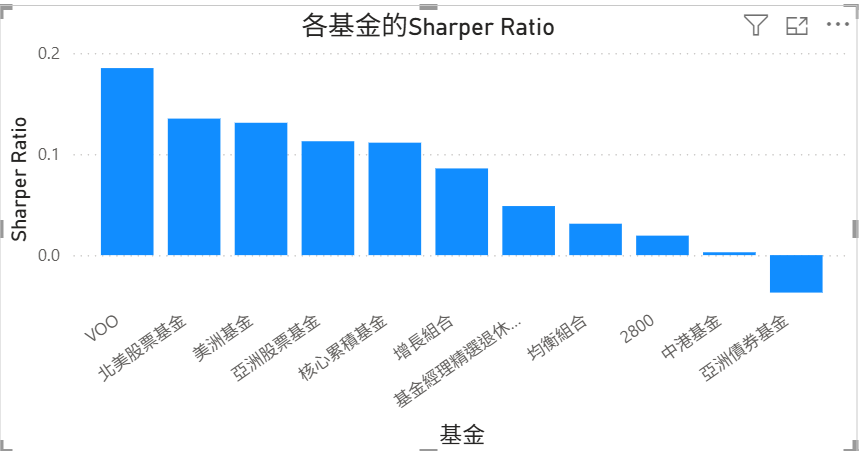 各基金的Sharper Ratio
Sharper Ratio
0.2
0.1
0.0
VOO
北美股票基金
美洲基金
亞洲股票基金
核心累積基金
增長組合
基金經理精選退休...
均衡組合
2800
中港基金
亞洲債券基金
基金